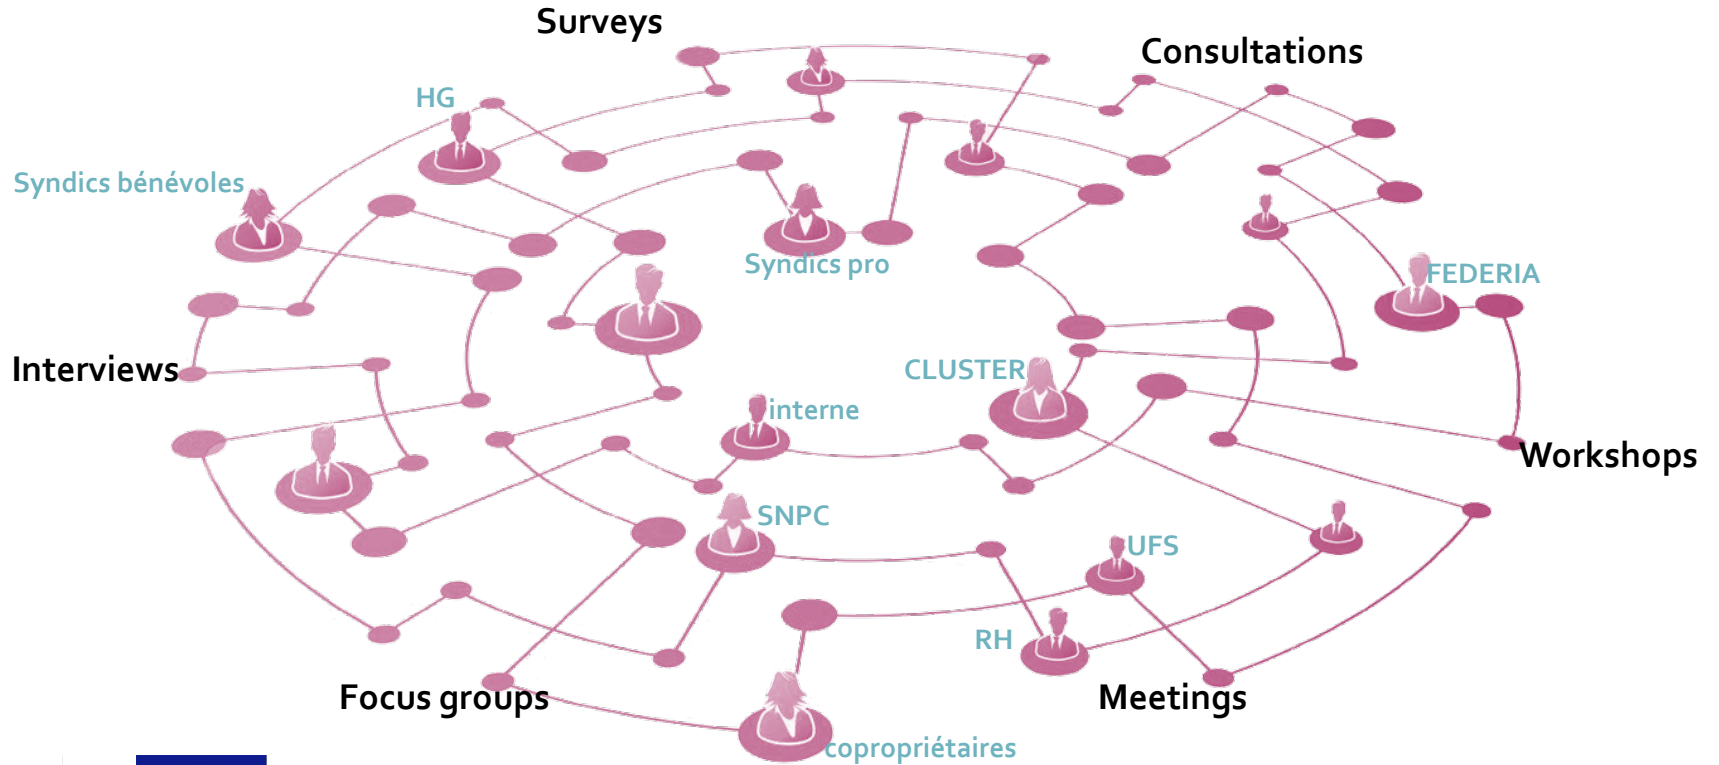 Surveys
Consultations
HG
Syndics bénévoles
Syndics pro
FEDERIA
Interviews
CLUSTER
interne
Workshops
SNPC
UFS
RH
Focus groups
Meetings
copropriétaires